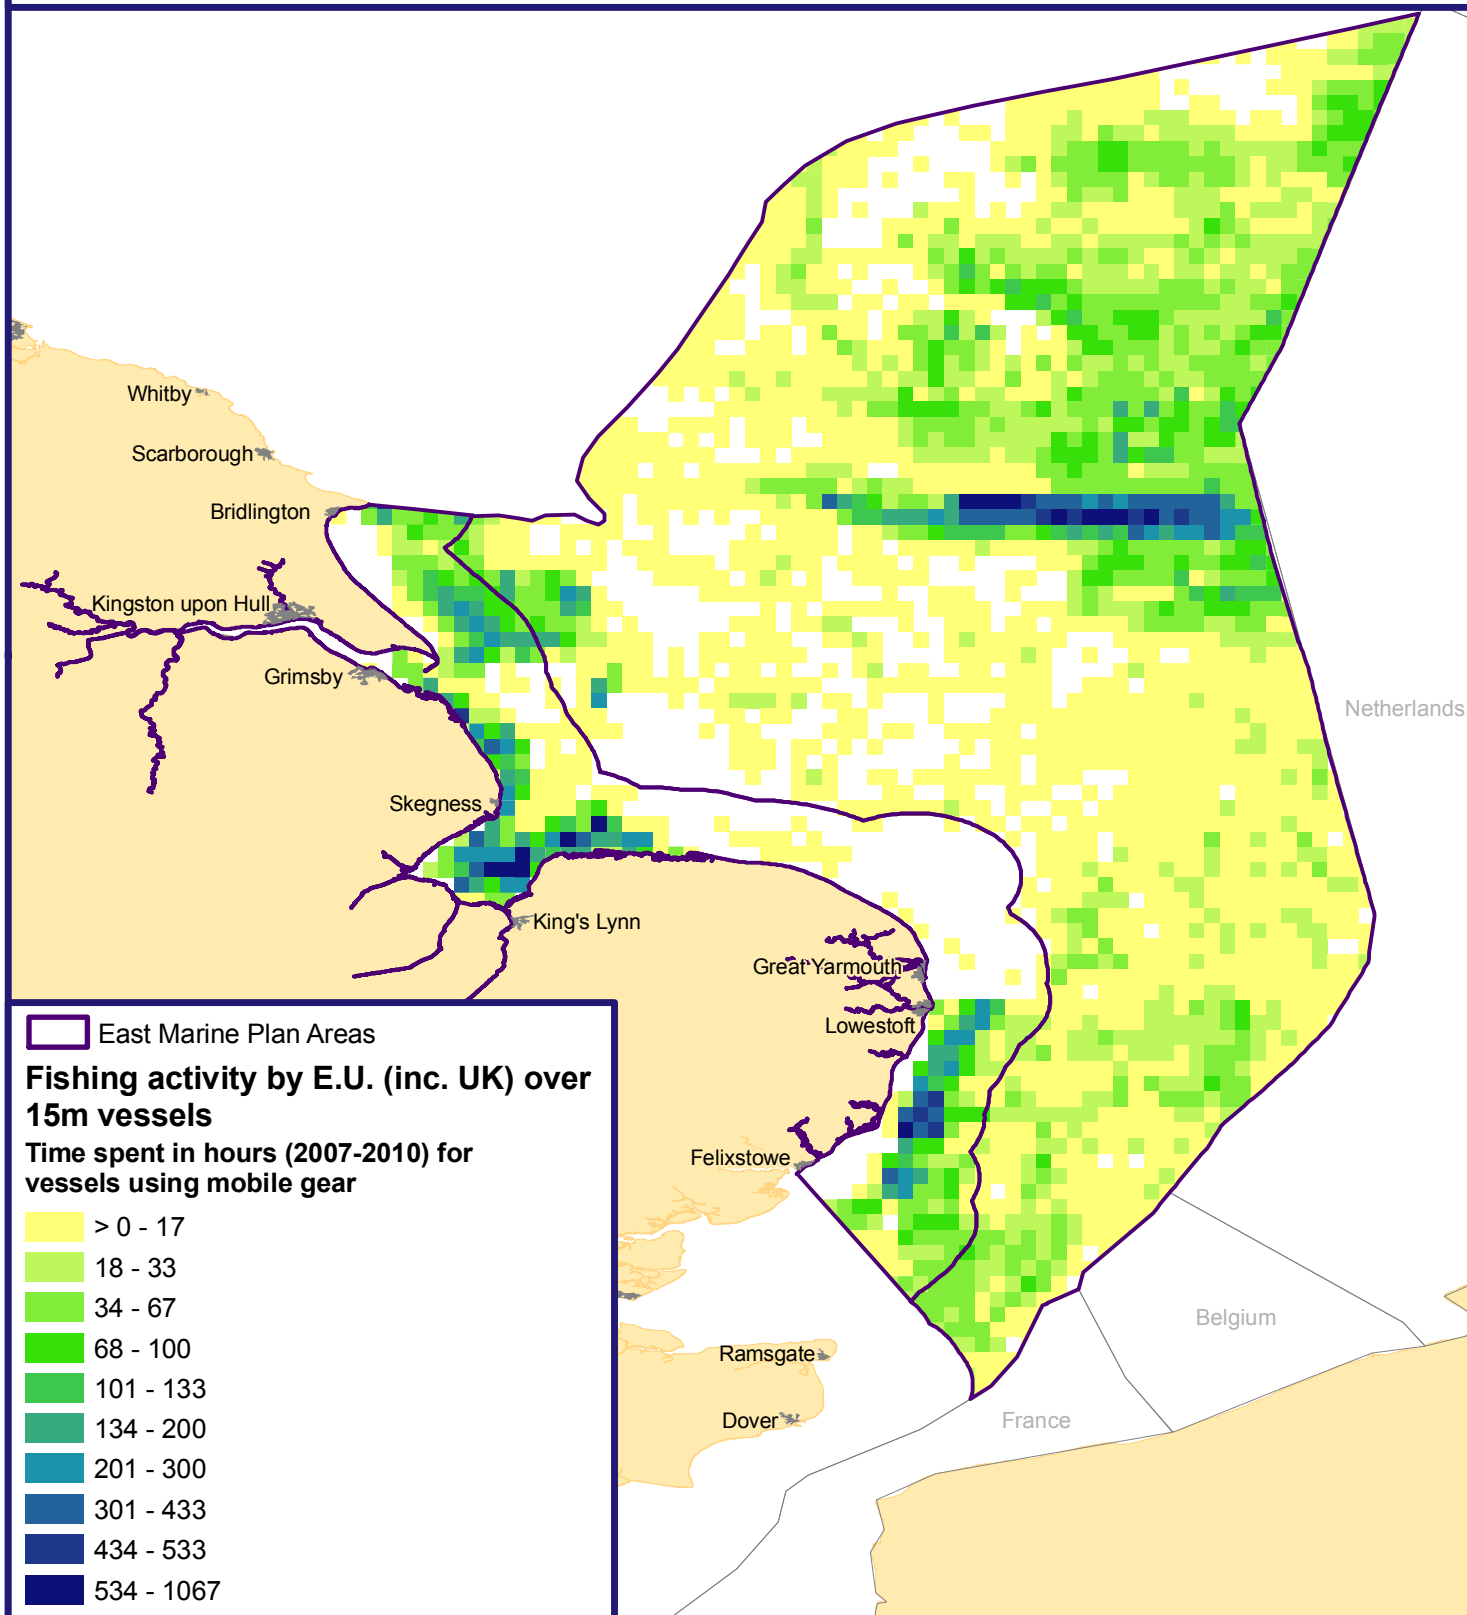 Whitby
Scarborough
Bridlington
Kingston upon Hull
Grimsby
Netherlands
Skegness
King's Lynn
Great Yarmouth
Lowestoft
Felixstowe
Belgium
Ramsgate
Dover
France
East Marine Plan Areas
Fishing activity by E.U. (inc. UK) over
15m vessels
Time spent in hours (2007-2010) for
vessels using mobile gear
> 0 - 17
18 - 33
34 - 67
68 - 100
101 - 133
134 - 200
201 - 300
301 - 433
434 - 533
534 - 1067